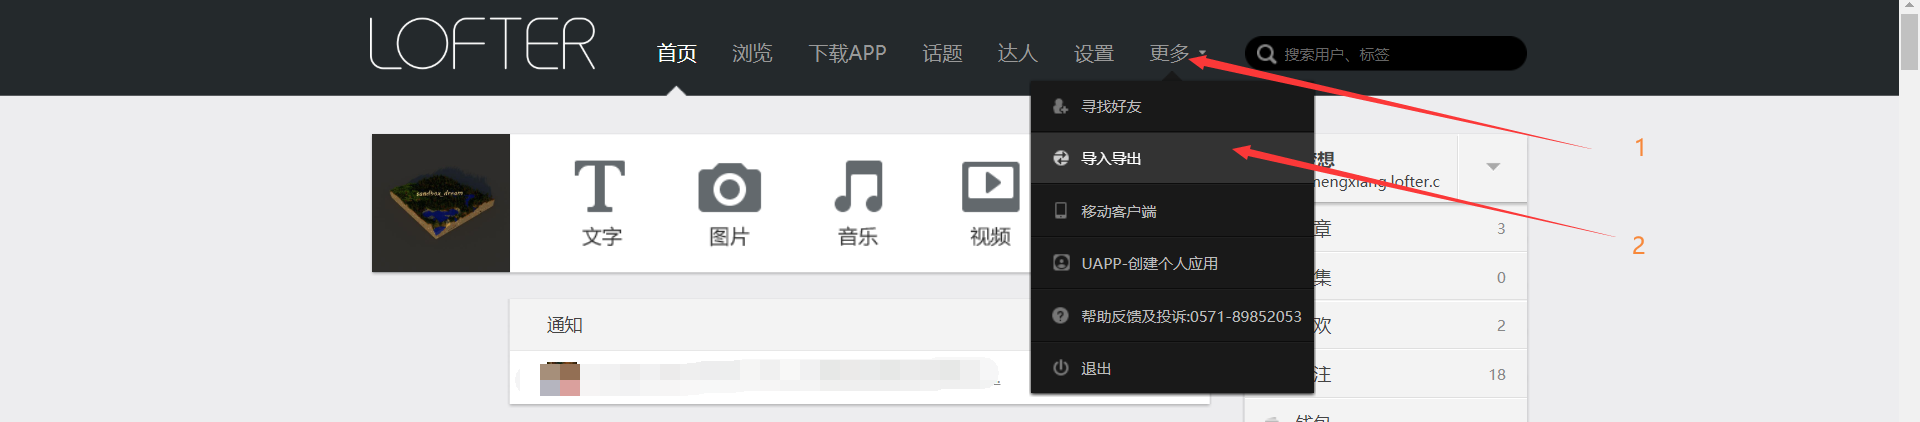 LOFTER
首页 浏览 下载APP 话题 达人 设置 更多
搜索用户、标签
寻找好友
导入导出
移动客户端
UAPP-创建个人应用
帮助反馈及投诉:0571-89852053
退出
1
2
sandbox_dream
文字 图片 音乐 视频
想
engxiang.lofter.c
章 3
集 0
欢 2
注 18
钱包
通知